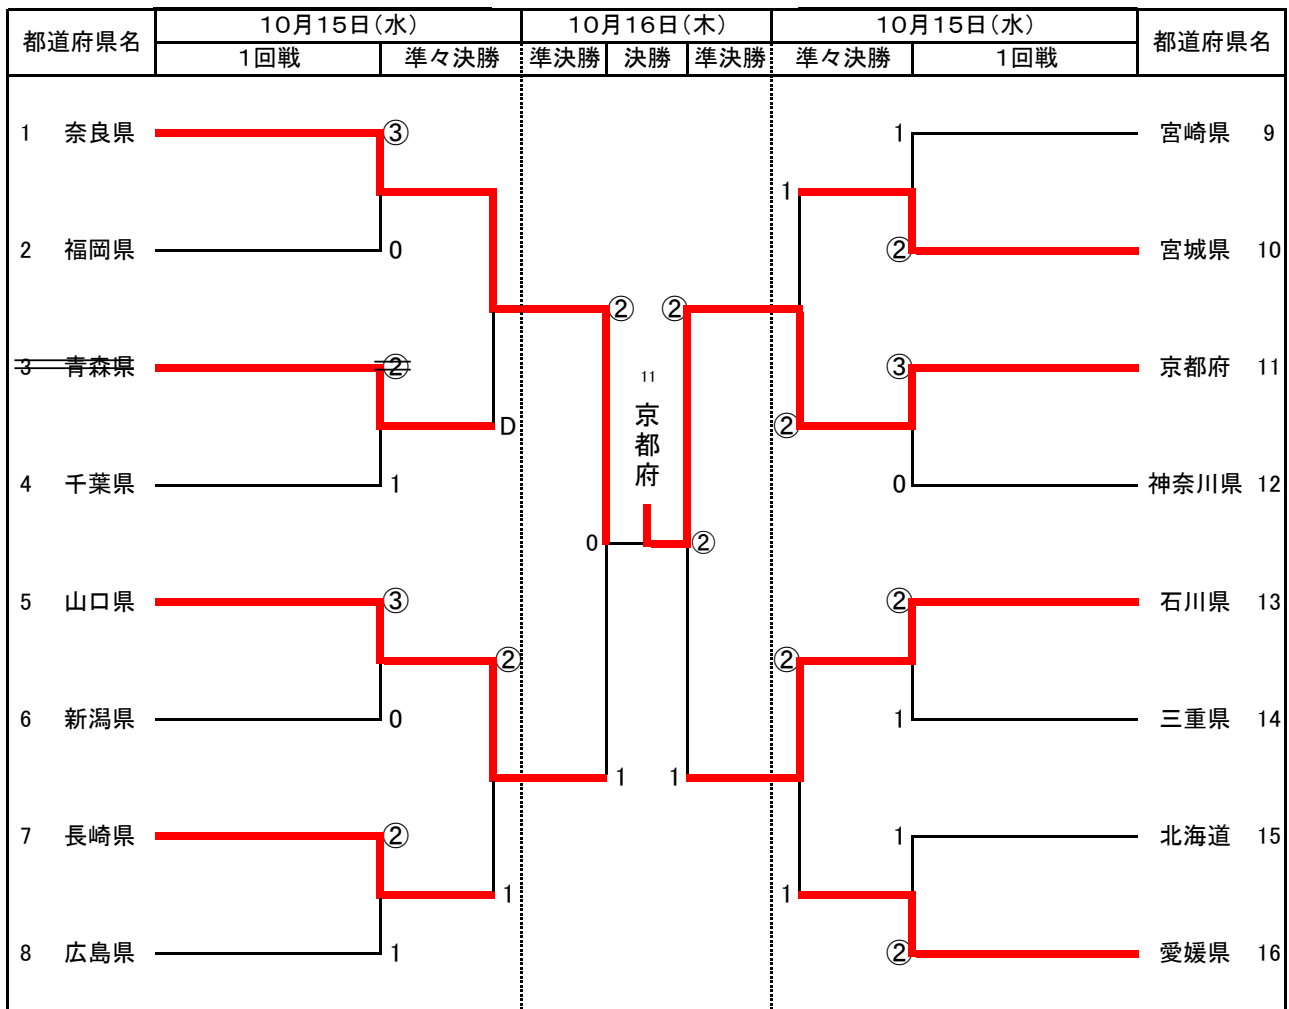 都道府県名 10月15日(水) 10月16日(木) 10月15日(水) 都道府県名
1回戦 準々決勝 準決勝 決勝 準決勝 準々決勝 1回戦
1 奈良県 ③ 1 宮崎県 9
1
2 福岡県 0 ② 宮城県 10
② ②
3 青森県 ② ③ 京都府 11
11
京都府
D ②
4 千葉県 1 0 神奈川県 12
0 ②
5 山口県 ③ ② 石川県 13
② ②
6 新潟県 0 1 三重県 14
1 1
7 長崎県 ② 1 北海道 15
1 1
8 広島県 1 ② 愛媛県 16